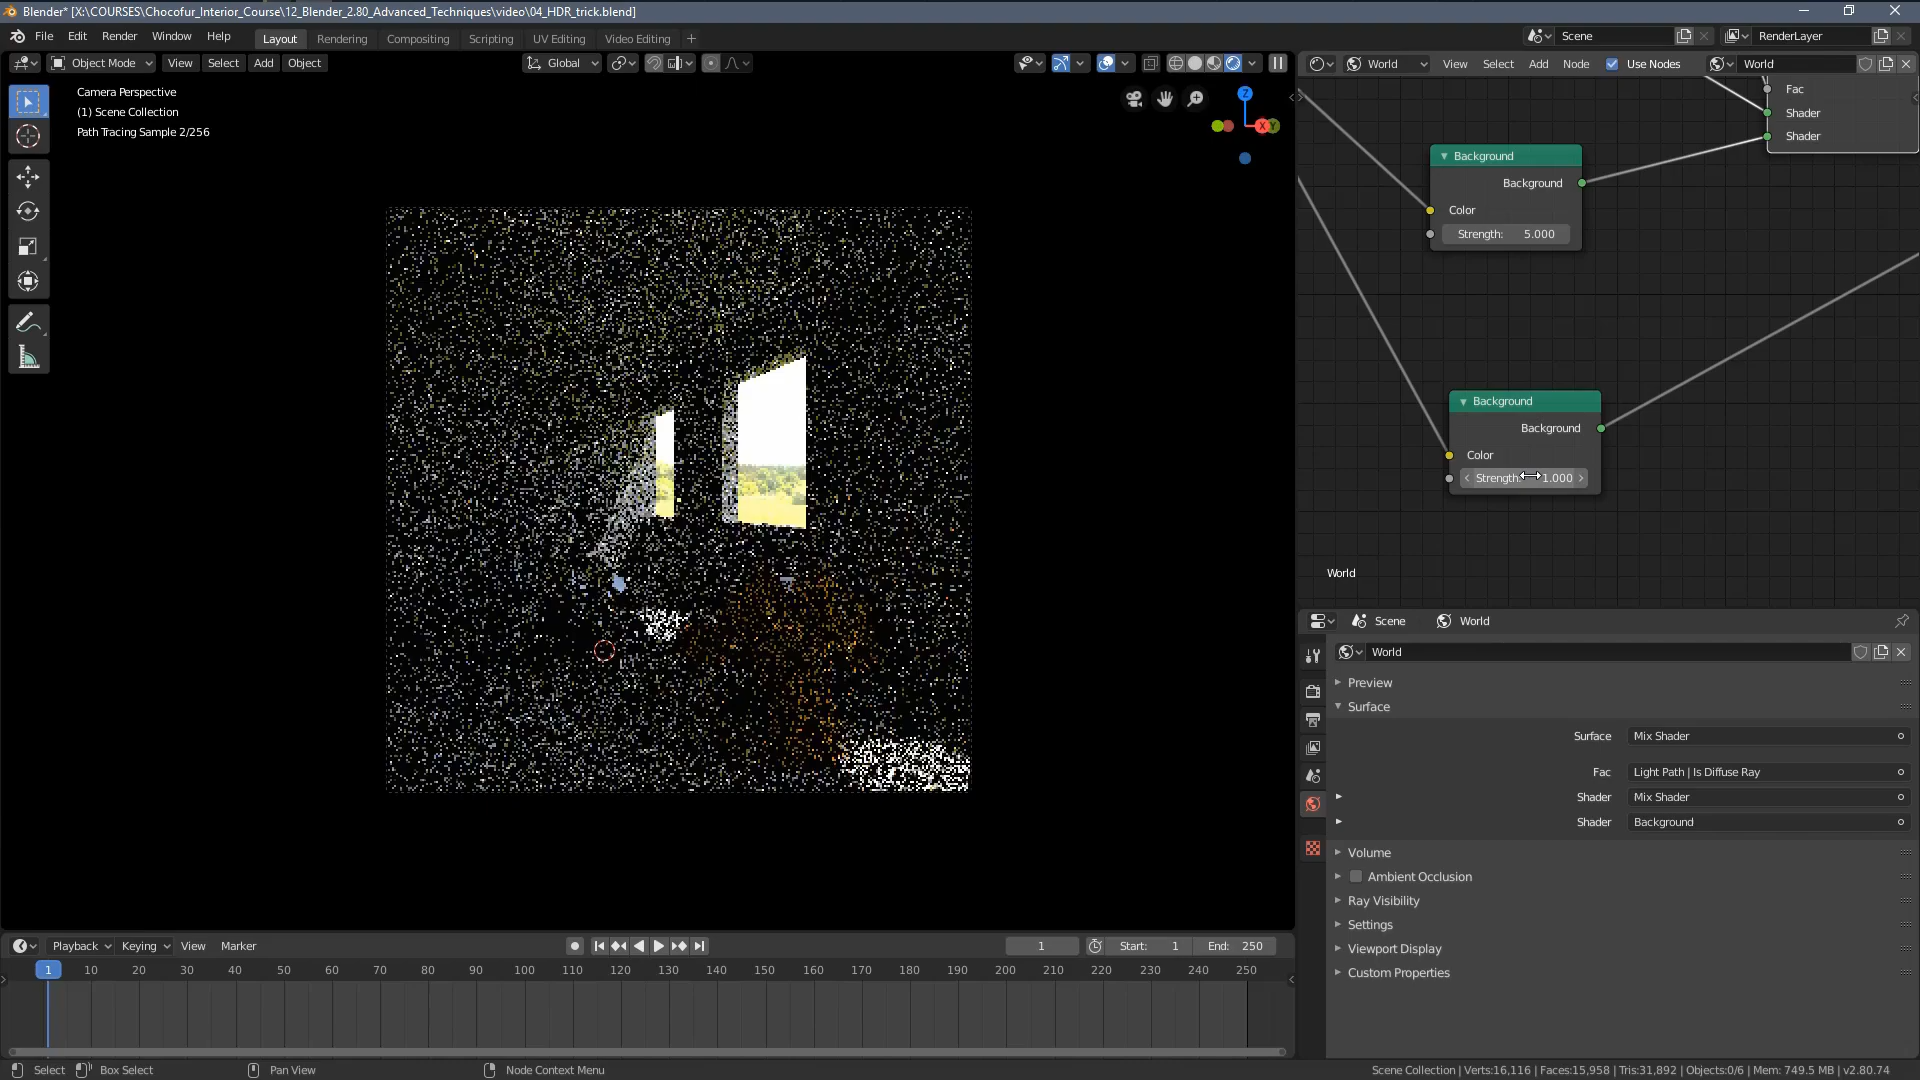 Blender* [X:\COURSES\Chocofur_Interior_Course\12_Blender_2.80_Advanced_Techniques\video\04_HDR_trick.blend]
File Edit Render Window Help Layout Rendering Compositing Scripting UV Editing Video Editing + Scene RenderLayer
Object Mode View Select Add Object Global World View Select Add Node Use Nodes World
Camera Perspective
(1) Scene Collection
Path Tracing Sample 2/256
Z
X
Y
Fac
Shader
Shader
Background
Background
Color
Strength: 5.000
Background
Background
Color
Strength: 1.000
World
Scene World
World
Preview
Surface
Surface Mix Shader
Fac Light Path | Is Diffuse Ray
Shader Mix Shader
Shader Background
Volume
Ambient Occlusion
Ray Visibility
Settings
Viewport Display
Custom Properties
Playback Keying View Marker 1 Start: 1 End: 250
1 10 20 30 40 50 60 70 80 90 100 110 120 130 140 150 160 170 180 190 200 210 220 230 240 250
Select Box Select Pan View Node Context Menu Scene Collection | Verts:16,116 | Faces:15,958 | Tris:31,892 | Objects:0/6 | Mem: 749.5 MB | v2.80.74